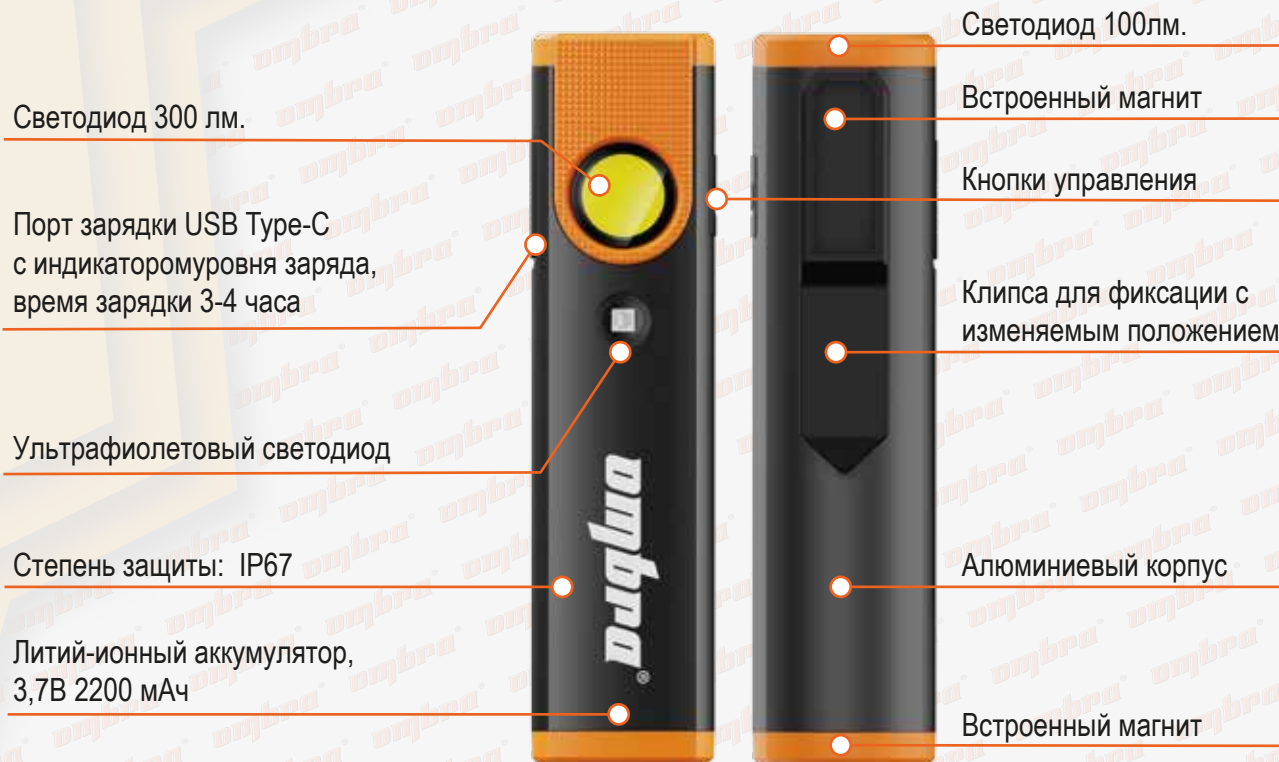 Светодиод 300 лм.
Порт зарядки USB Type-C
с индикаторомуровня заряда,
время зарядки 3-4 часа
Ультрафиолетовый светодиод
Степень защиты: IP67
Литий-ионный аккумулятор,
3,7В 2200 мАч
ombra®
Светодиод 100лм.
Встроенный магнит
Кнопки управления
Клипса для фиксации с
изменяемым положением
Алюминиевый корпус
Встроенный магнит